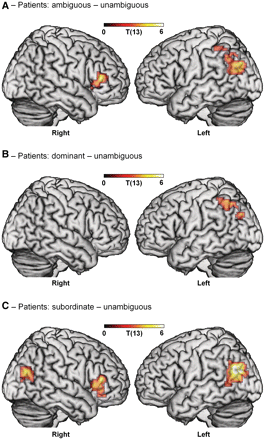 A – Patients: ambiguous – unambiguous
0 T(13) 6
Right Left
B – Patients: dominant – unambiguous
0 T(13) 6
Right Left
C – Patients: subordinate – unambiguous
0 T(13) 6
Right Left